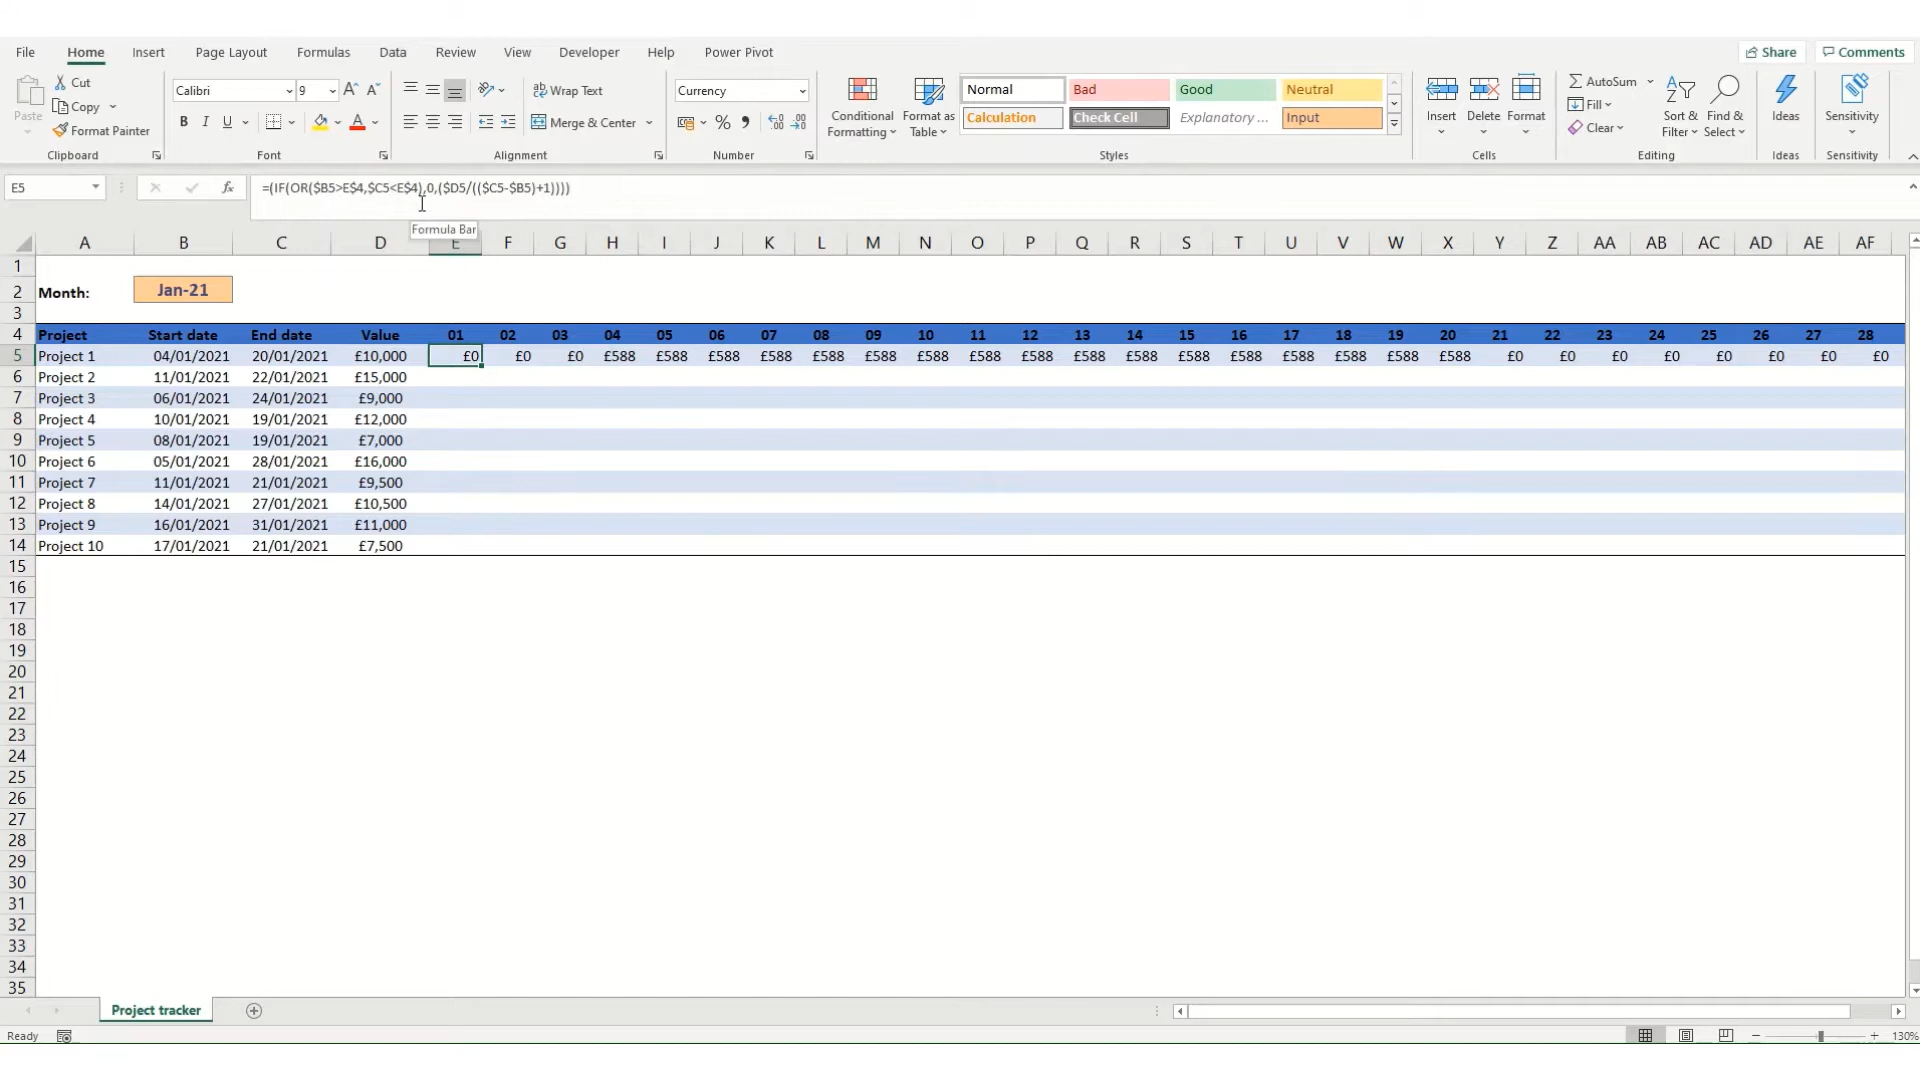 File Home Insert Page Layout Formulas Data Review View Developer Help Power Pivot Share Comments
Paste Cut Copy Format Painter
Calibri 9
B I U
Wrap Text
Merge & Center
Currency
Conditional Formatting
Format as Table
Normal Bad Good Neutral
Calculation Check Cell Explanatory ... Input
Insert Delete Format
AutoSum
Fill
Clear
Sort & Filter
Find & Select
Ideas
Sensitivity
Clipboard Font Alignment Number Styles Cells Editing Ideas Sensitivity
E5 fx =(IF(OR($B5>E$4,$C5<E$4),0,($D5/(($C5-$B5)+1))))
Formula Bar
A B C D E F G H I J K L M N O P Q R S T U V W X Y Z AA AB AC AD AE AF
1
2 Month: Jan-21
3
4 Project Start date End date Value 01 02 03 04 05 06 07 08 09 10 11 12 13 14 15 16 17 18 19 20 21 22 23 24 25 26 27 28
5 Project 1 04/01/2021 20/01/2021 £10,000 £0 £0 £0 £588 £588 £588 £588 £588 £588 £588 £588 £588 £588 £588 £588 £588 £588 £588 £588 £588 £0 £0 £0 £0 £0 £0 £0 £0
6 Project 2 11/01/2021 22/01/2021 £15,000
7 Project 3 06/01/2021 24/01/2021 £9,000
8 Project 4 10/01/2021 19/01/2021 £12,000
9 Project 5 08/01/2021 19/01/2021 £7,000
10 Project 6 05/01/2021 28/01/2021 £16,000
11 Project 7 11/01/2021 21/01/2021 £9,500
12 Project 8 14/01/2021 27/01/2021 £10,500
13 Project 9 16/01/2021 31/01/2021 £11,000
14 Project 10 17/01/2021 21/01/2021 £7,500
15
16
17
18
19
20
21
22
23
24
25
26
27
28
29
30
31
32
33
34
35
Project tracker
Ready 130%